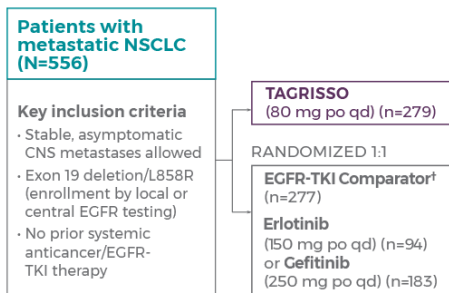 Patients with
metastatic NSCLC
(N=556)
Key inclusion criteria
• Stable, asymptomatic
CNS metastases allowed
• Exon 19 deletion/L858R
(enrollment by local or
central EGFR testing)
• No prior systemic
anticancer/EGFR-
TKI therapy
TAGRISSO
(80 mg po qd) (n=279)
RANDOMIZED 1:1
EGFR-TKI Comparator†
(n=277)
Erlotinib
(150 mg po qd) (n=94)
or Gefitinib
(250 mg po qd) (n=183)